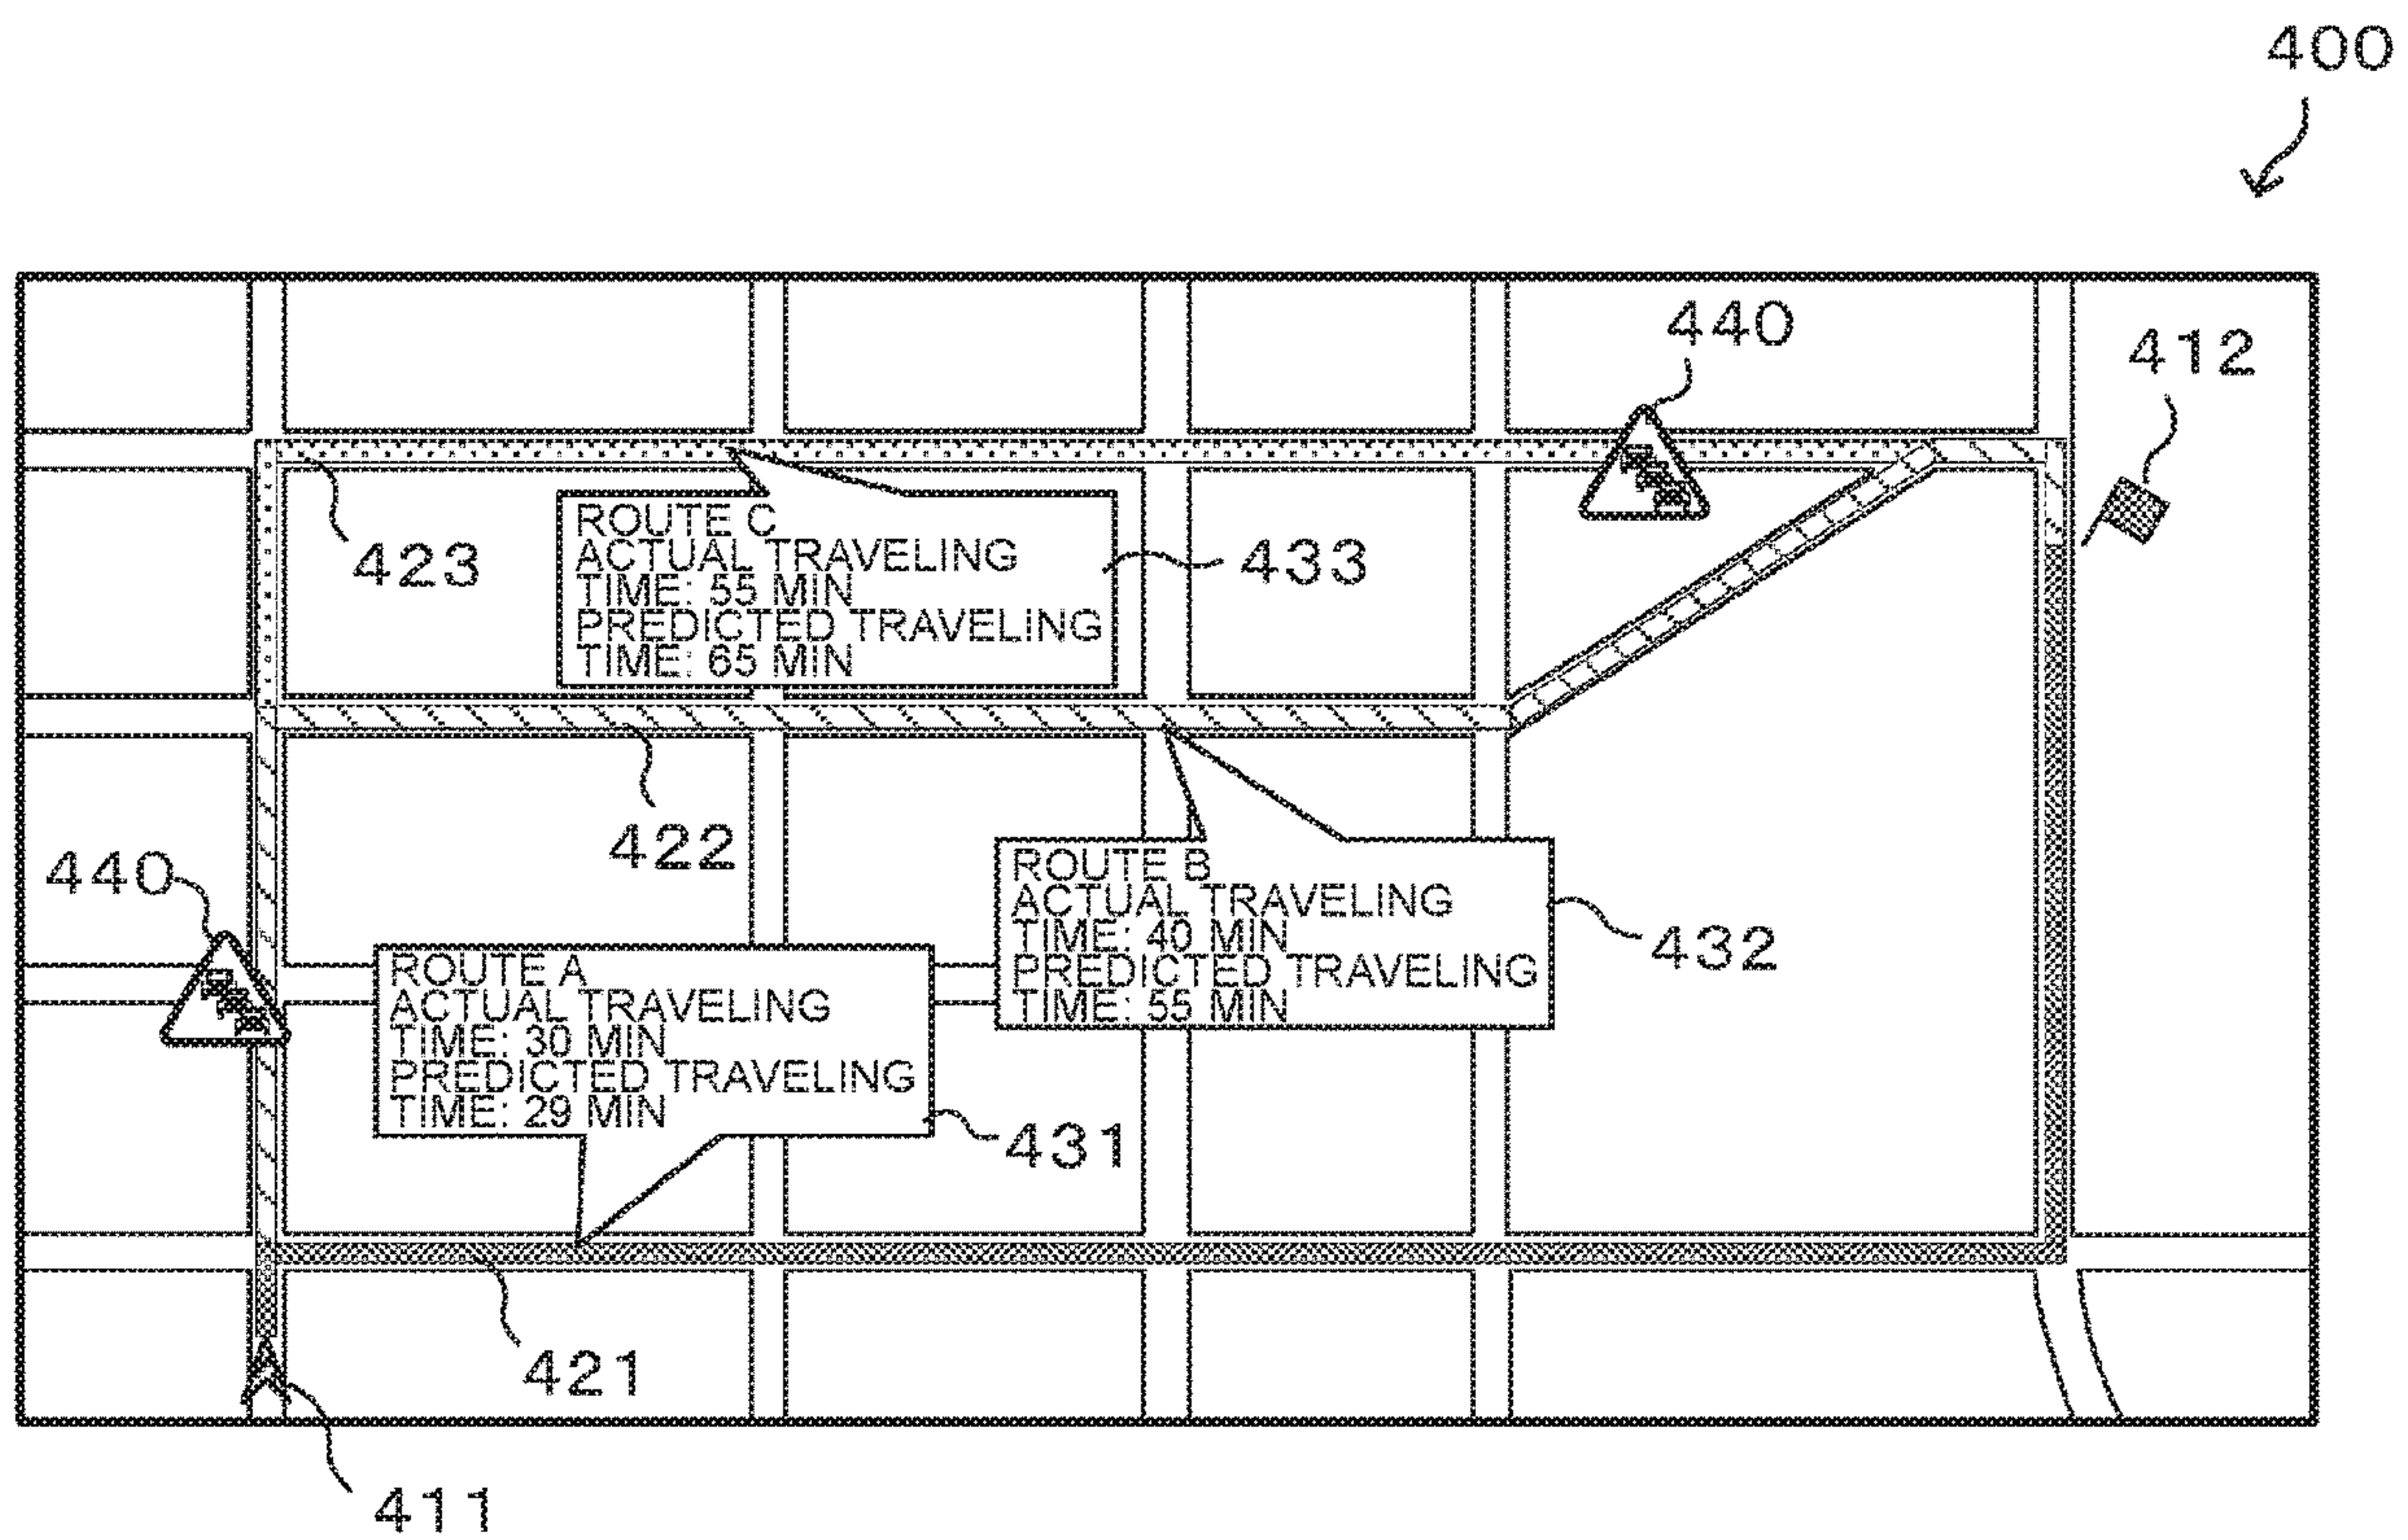 400
440
412
423
ROUTE C
ACTUAL TRAVELING
TIME: 55 MIN
PREDICTED TRAVELING
TIME: 65 MIN
433
422
440
ROUTE B
ACTUAL TRAVELING
TIME: 40 MIN
PREDICTED TRAVELING
TIME: 55 MIN
432
ROUTE A
ACTUAL TRAVELING
TIME: 30 MIN
PREDICTED TRAVELING
TIME: 29 MIN
431
421
411